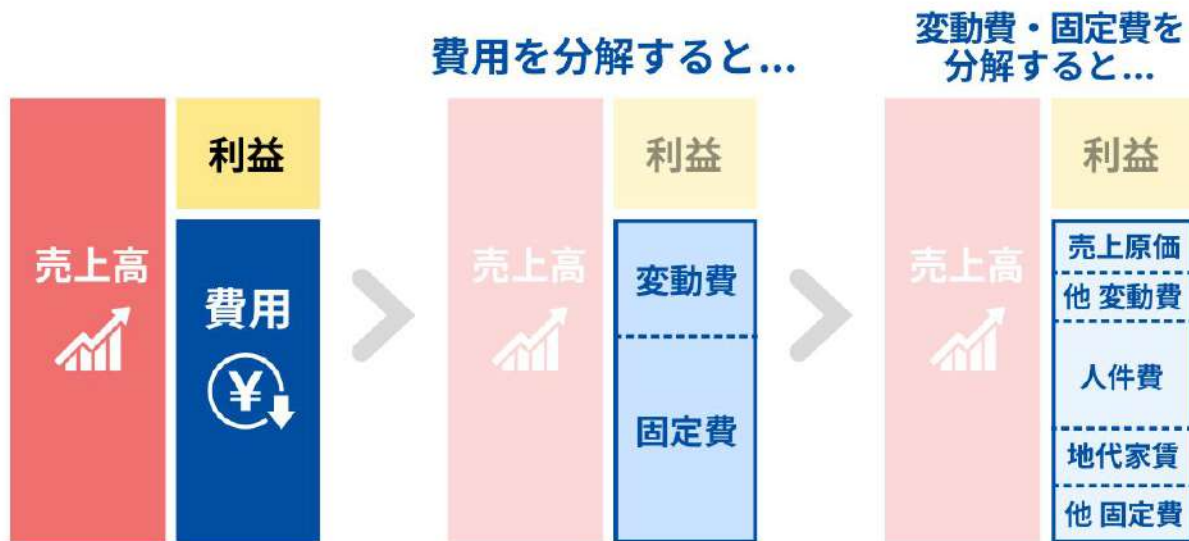 費用を分解すると...
変動費・固定費を
分解すると...
売上高
利益
費用
¥
売上高
利益
変動費
固定費
売上高
利益
売上原価
他 変動費
人件費
地代家賃
他 固定費